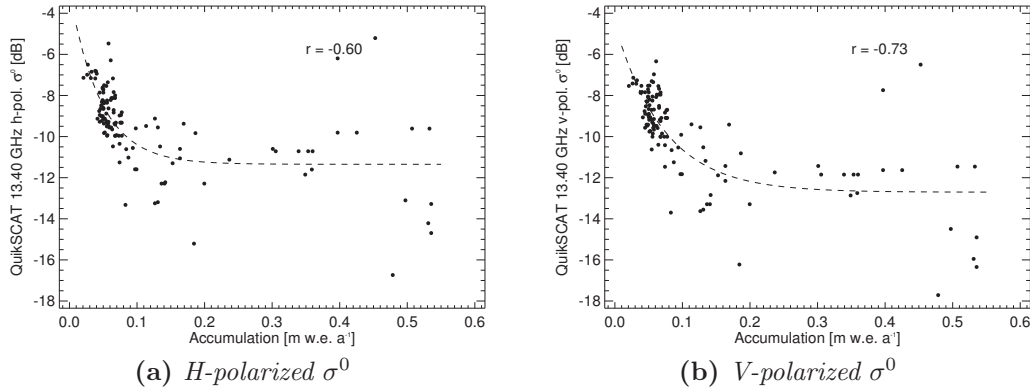 -4
-6
-8
-10
-12
-14
-16
-18
QuikSCAT 13.40 GHz h-pol. σ⁰ [dB]
r = -0.60
0.0 0.1 0.2 0.3 0.4 0.5 0.6
Accumulation [m w.e. a⁻¹]
(a) H-polarized σ⁰
-4
-6
-8
-10
-12
-14
-16
-18
QuikSCAT 13.40 GHz v-pol. σ⁰ [dB]
r = -0.73
0.0 0.1 0.2 0.3 0.4 0.5 0.6
Accumulation [m w.e. a⁻¹]
(b) V-polarized σ⁰